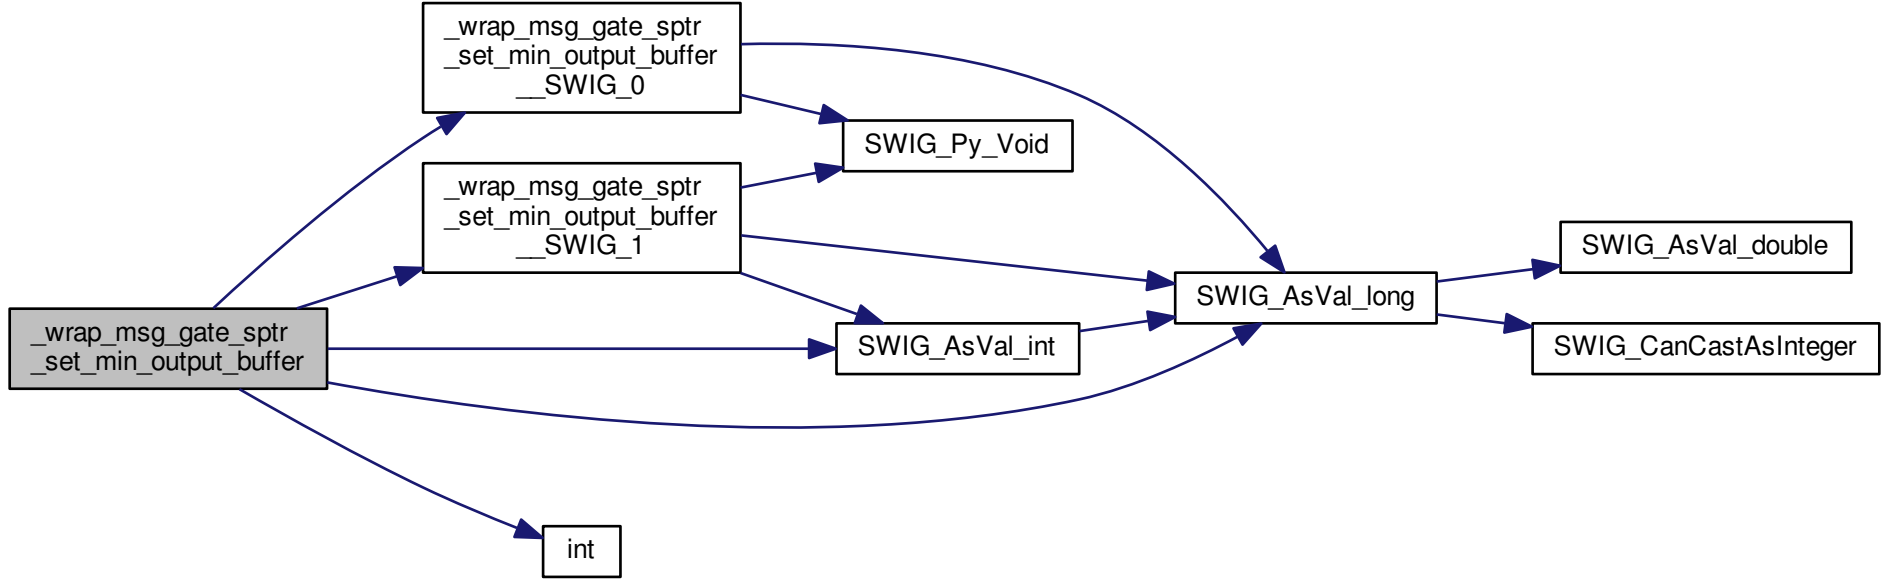 _wrap_msg_gate_sptr
_set_min_output_buffer
__SWIG_0
SWIG_Py_Void
_wrap_msg_gate_sptr
_set_min_output_buffer
__SWIG_1
SWIG_AsVal_double
SWIG_AsVal_long
_wrap_msg_gate_sptr
_set_min_output_buffer
SWIG_AsVal_int
SWIG_CanCastAsInteger
int